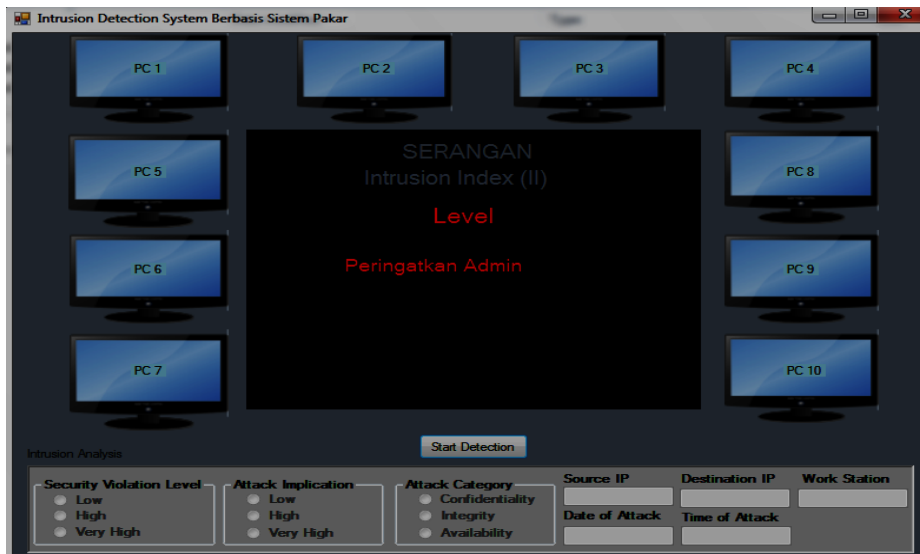 Intrusion Detection System Berbasis Sistem Pakar
PC 1
PC 2
PC 3
PC 4
PC 5
PC 6
PC 7
SERANGAN
Intrusion Index (II)
Level
Peringatkan Admin
PC 8
PC 9
PC 10
Start Detection
Intrusion Analysis
Security Violation Level
Low
High
Very High
Attack Implication
Low
High
Very High
Attack Category
Confidentiality
Integrity
Availability
Source IP
Destination IP
Work Station
Date of Attack
Time of Attack